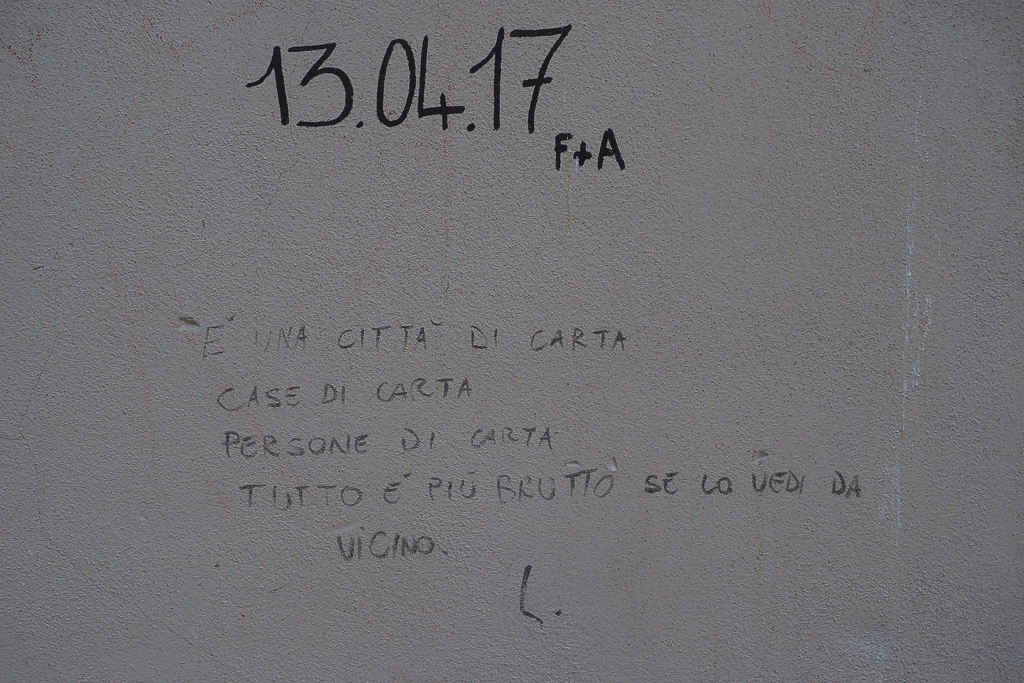 13.04.17
F+A
E' UNA CITTA' DI CARTA
CASE DI CARTA
PERSONE DI CARTA
TUTTO E' PIÙ BRUTTO SE LO VEDI DA
VICINO.
L.